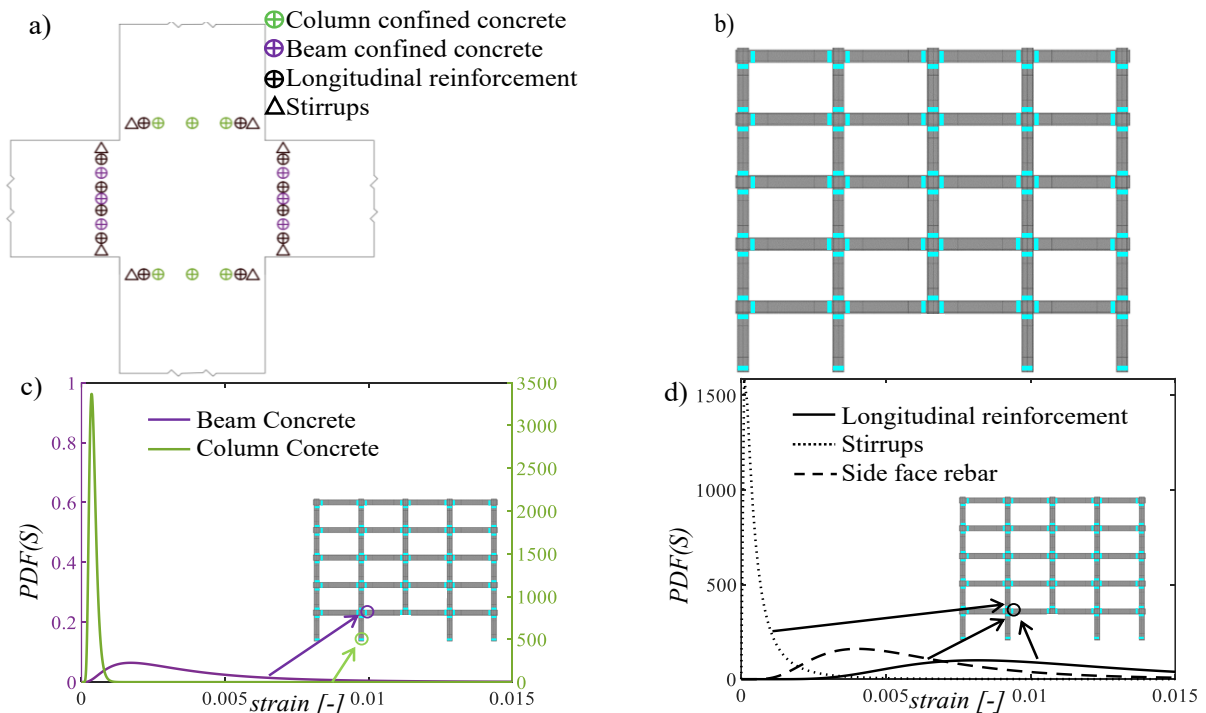 a)
Column confined concrete
Beam confined concrete
Longitudinal reinforcement
Stirrups
b)
c)
1
0.8
0.6
0.4
0.2
0
PDF(S)
Beam Concrete
Column Concrete
3500
3000
2500
2000
1500
1000
500
0
0
0.005
0.01
0.015
strain [-]
d)
1500
1000
500
0
PDF(S)
Longitudinal reinforcement
Stirrups
Side face rebar
0
0.005
0.01
0.015
strain [-]